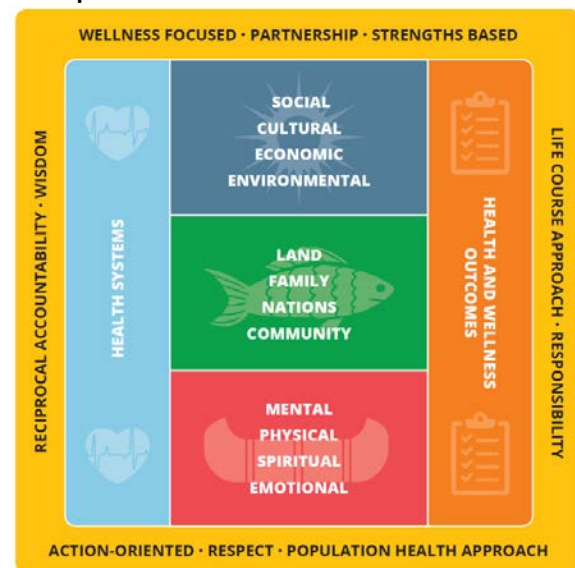 WELLNESS FOCUSED · PARTNERSHIP · STRENGTHS BASED
RECIPROCAL ACCOUNTABILITY · WISDOM
HEALTH SYSTEMS
SOCIAL
CULTURAL
ECONOMIC
ENVIRONMENTAL
LAND
FAMILY
NATIONS
COMMUNITY
MENTAL
PHYSICAL
SPIRITUAL
EMOTIONAL
HEALTH AND WELLNESS
OUTCOMES
LIFE COURSE APPROACH · RESPONSIBILITY
ACTION-ORIENTED · RESPECT · POPULATION HEALTH APPROACH